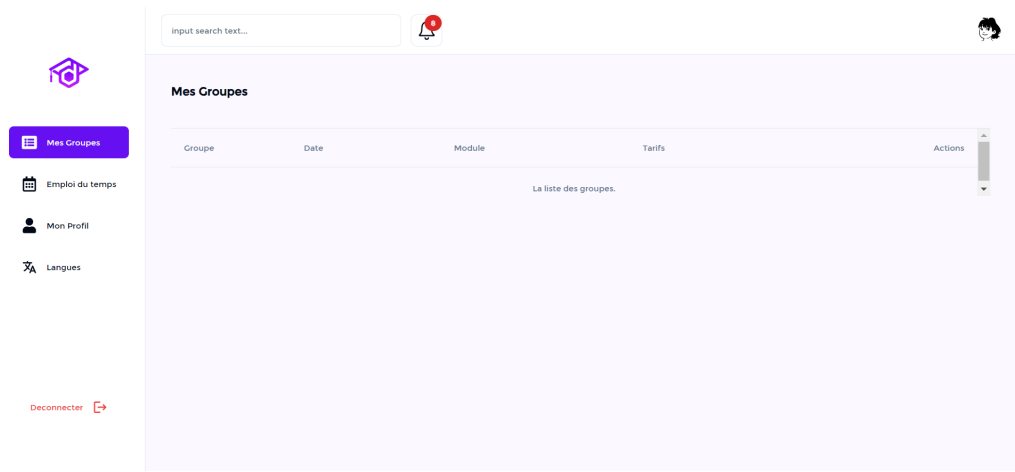 input search text...
8
Mes Groupes
Mes Groupes
Emploi du temps
Mon Profil
Langues
Deconnecter
Groupe Date Module Tarifs Actions
La liste des groupes.